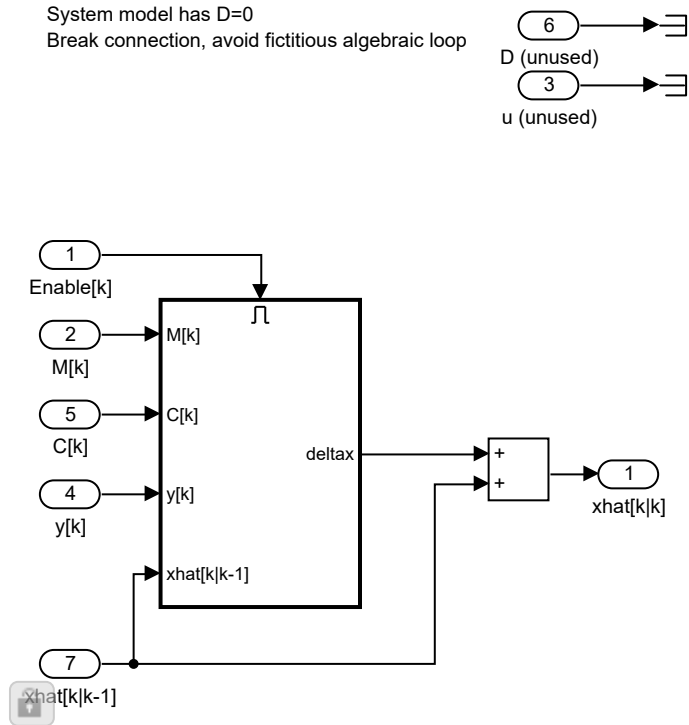 System model has D=0
Break connection, avoid fictitious algebraic loop
6
D (unused)
3
u (unused)
1
Enable[k]
2
M[k]
M[k]
5
C[k]
C[k]
deltax
+
+
1
xhat[k|k]
4
y[k]
y[k]
xhat[k|k-1]
7
xhat[k|k-1]